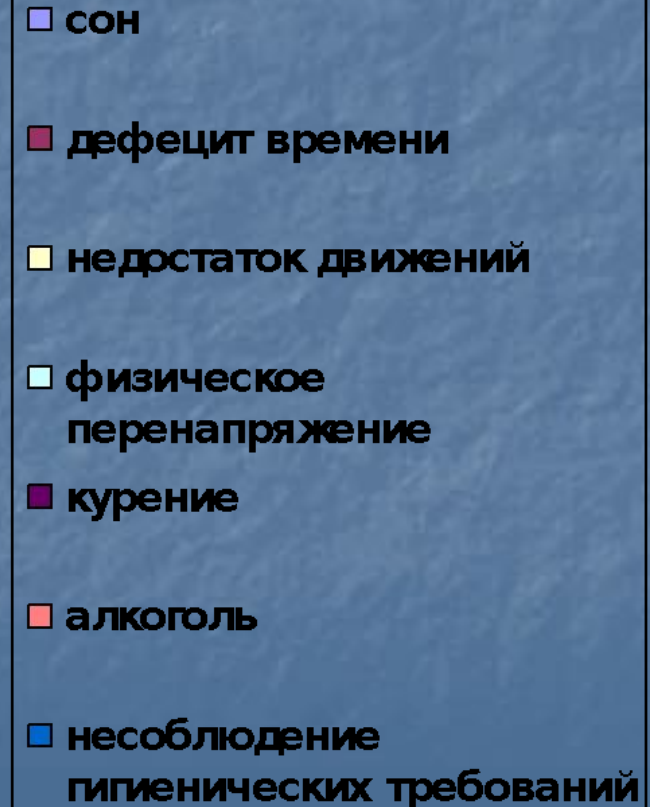 сон
дефецит времени
недостаток движений
физическое
перенапряжение
курение
алкоголь
несоблюдение
гигиенических требований